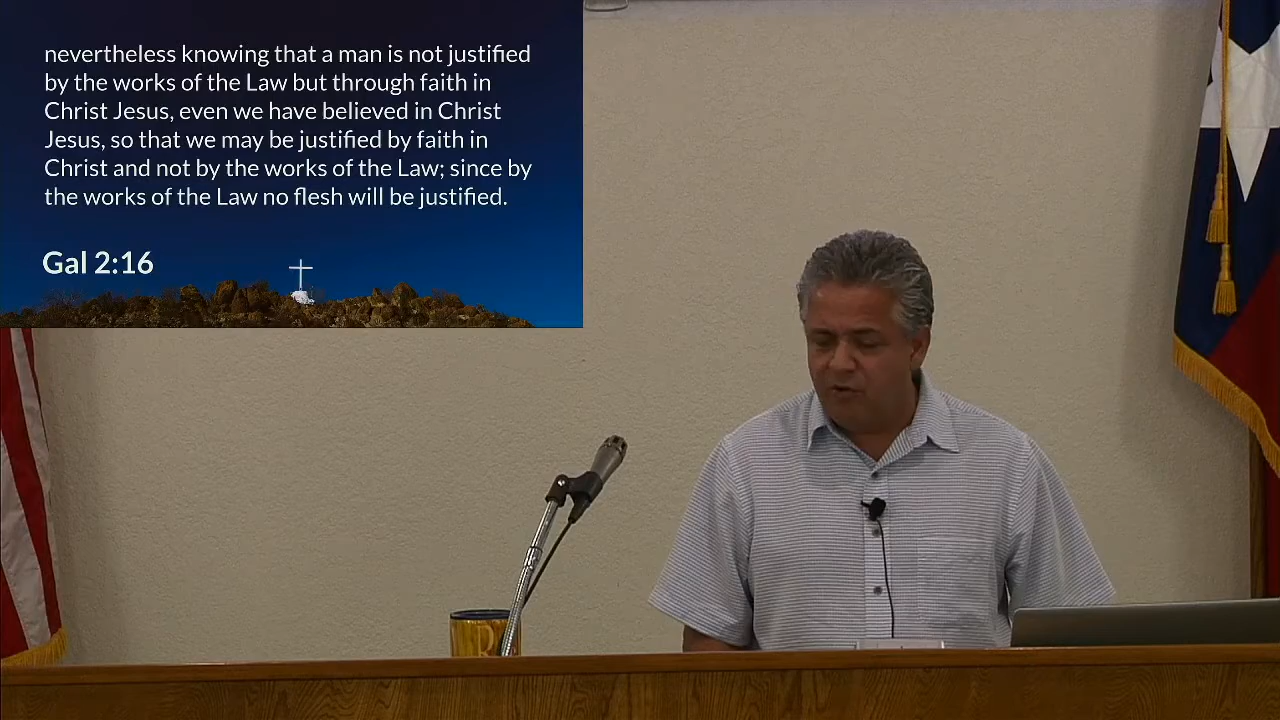 nevertheless knowing that a man is not justified
by the works of the Law but through faith in
Christ Jesus, even we have believed in Christ
Jesus, so that we may be justified by faith in
Christ and not by the works of the Law; since by
the works of the Law no flesh will be justified.
Gal 2:16